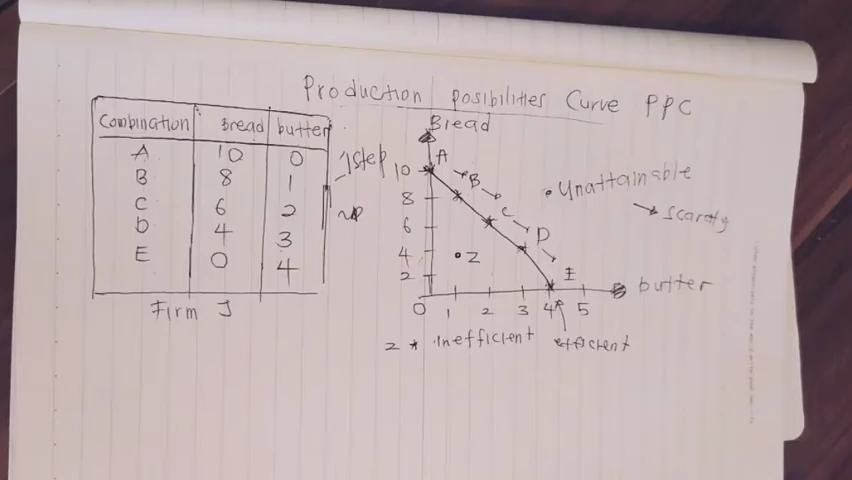 Production Posibilities Curve PPC
Combination Bread butter
A 10 0
B 8 1
C 6 2
D 4 3
E 0 4
Firm J
1step
Bread
10
8
6
4
2
0 1 2 3 4 5
A
B
C
D
E
Z
butter
Unattainable
scarcity
z * inefficient
efficient